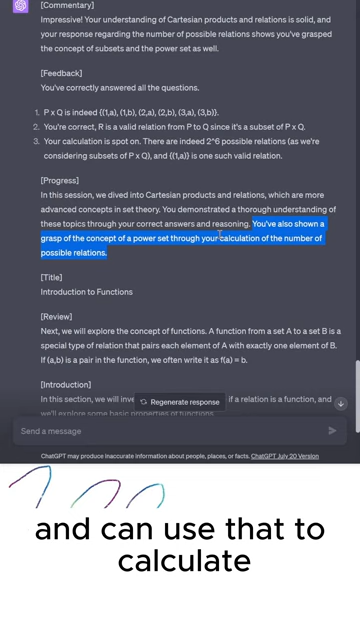 [Commentary]
Impressive! Your understanding of Cartesian products and relations is solid, and
your response regarding the number of possible relations shows you've grasped
the concept of subsets and the power set as well.
[Feedback]
You've correctly answered all the questions.
1. P x Q is indeed {(1,a), (1,b), (2,a), (2,b), (3,a), (3,b)}.
2. You're correct, R is a valid relation from P to Q since it's a subset of P x Q.
3. Your calculation is spot on. There are indeed 2^6 possible relations (as we're
considering subsets of P x Q), and {(1,a)} is one such valid relation.
[Progress]
In this session, we dived into Cartesian products and relations, which are more
advanced concepts in set theory. You demonstrated a thorough understanding of
these topics through your correct answers and reasoning. You've also shown a
grasp of the concept of a power set through your calculation of the number of
possible relations.
[Title]
Introduction to Functions
[Review]
Next, we will explore the concept of functions. A function from a set A to a set B is a
special type of relation that pairs each element of A with exactly one element of B.
If (a,b) is a pair in the function, we often write it as f(a) = b.
[Introduction]
In this section, we will inve if a relation is a function, and
Regenerate response
we'll explore some basic properties of functions.
Send a message
ChatGPT may produce inaccurate information about people, places, or facts. ChatGPT July 20 Version
and can use that to
calculate